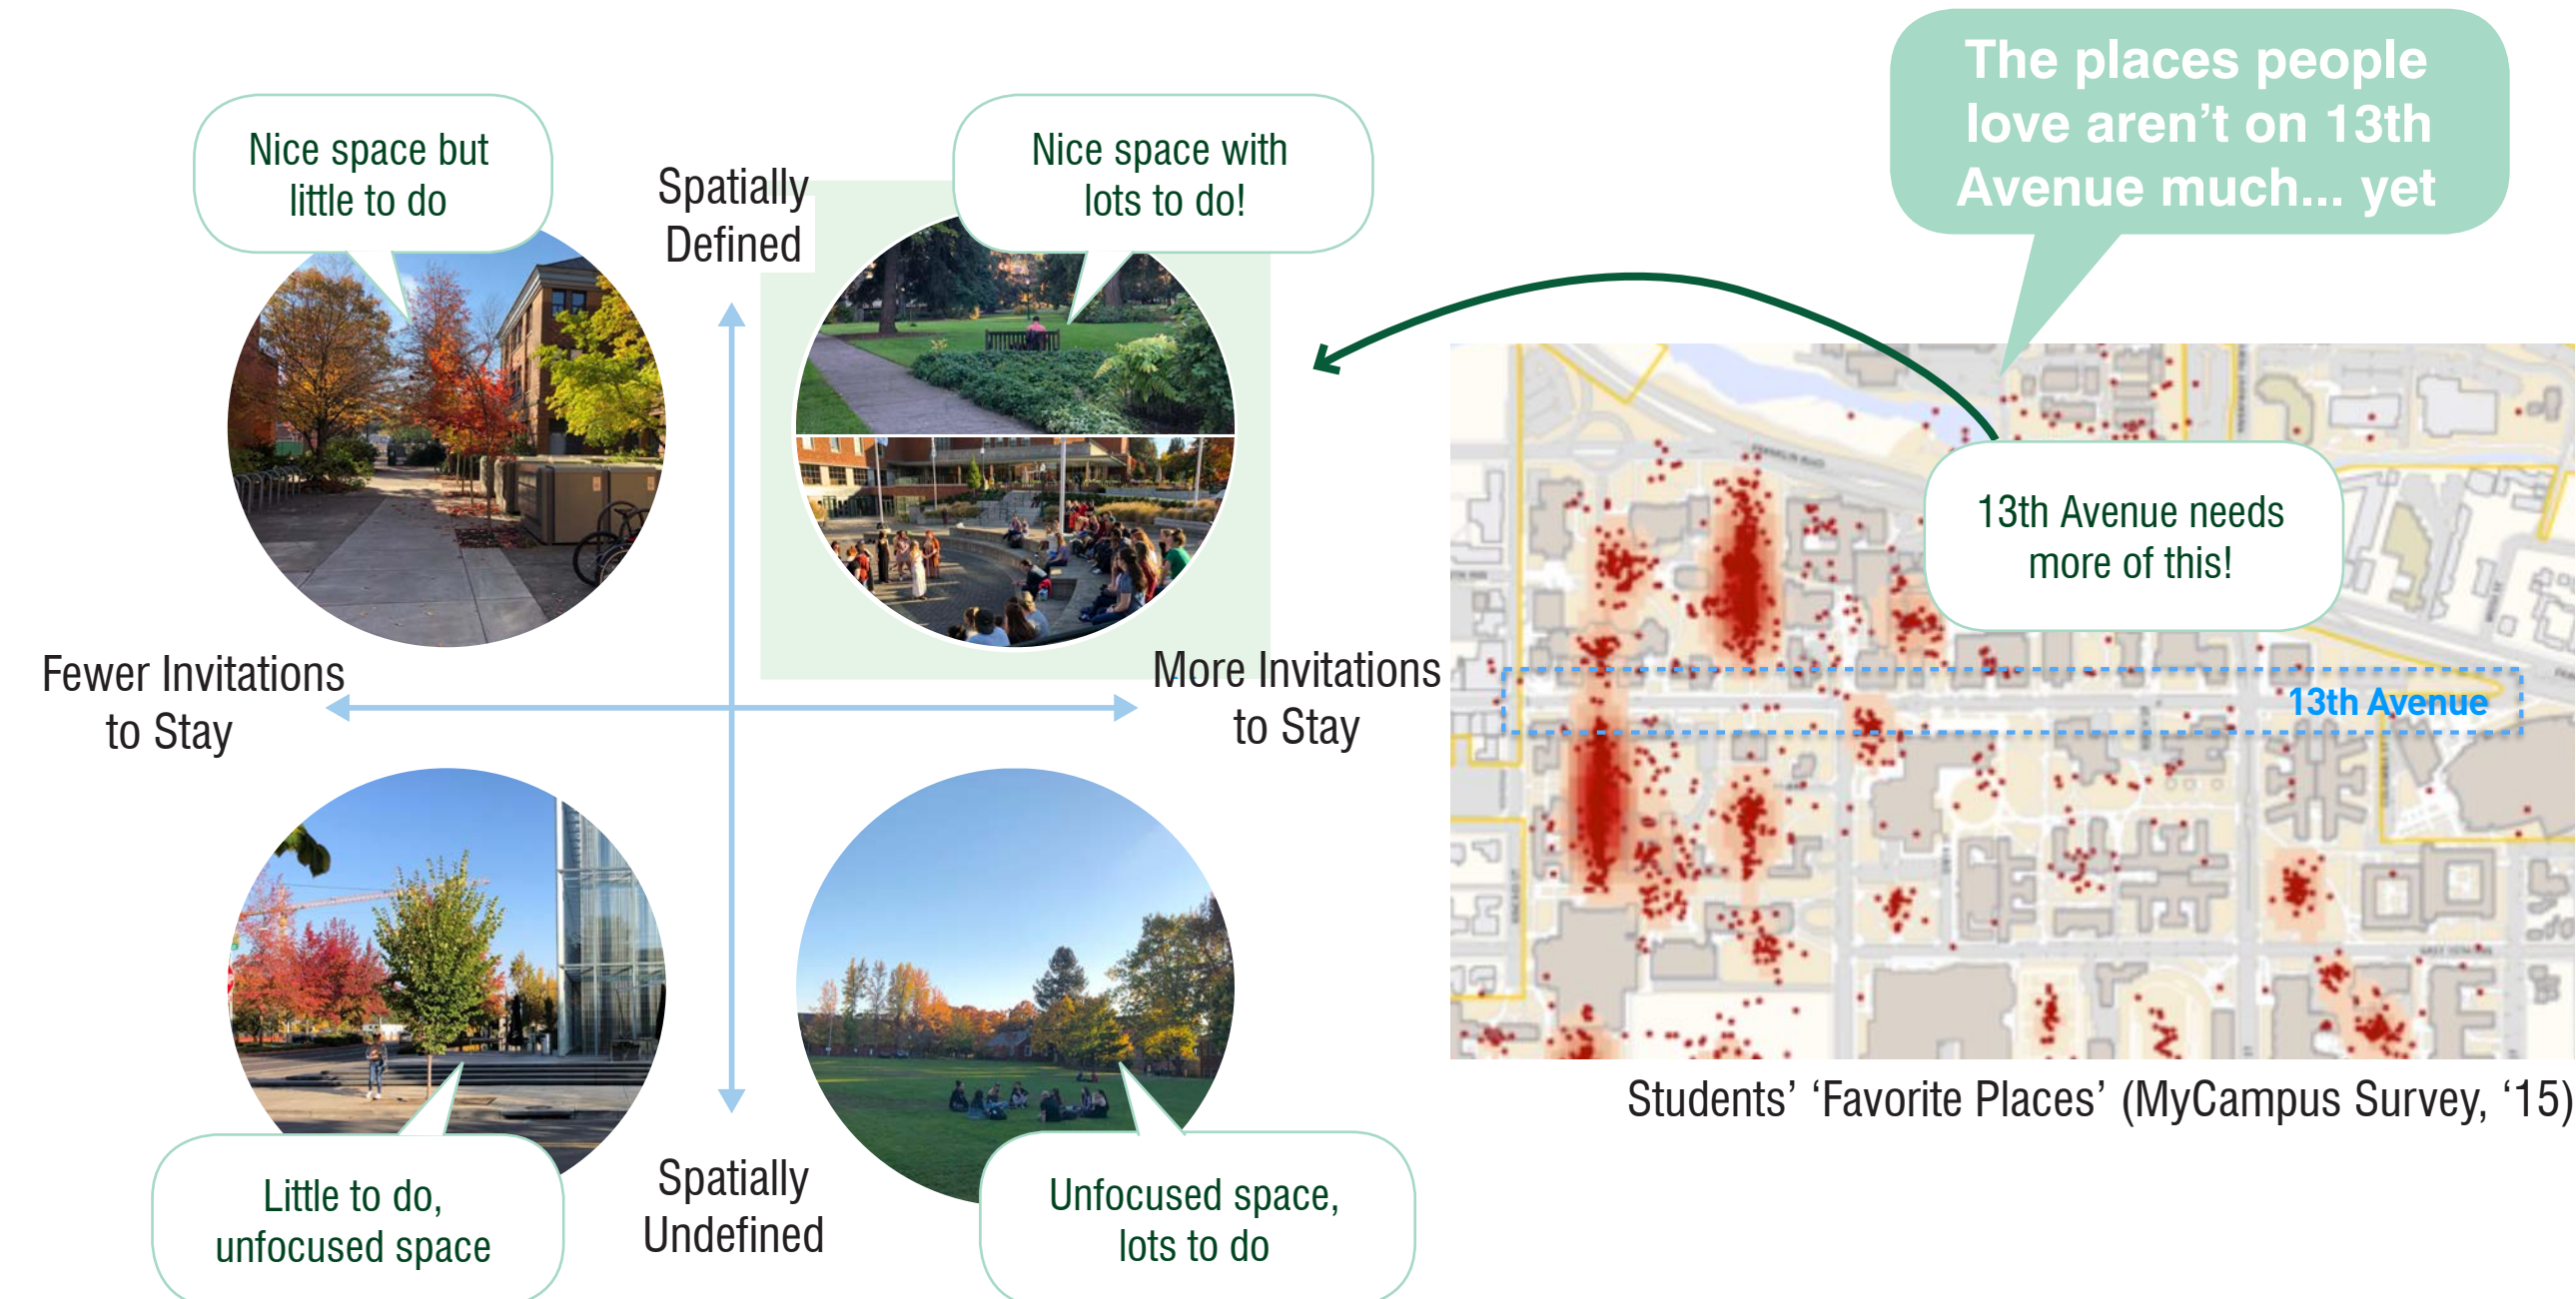 The places people
love aren't on 13th
Avenue much... yet
Nice space but
little to do
Nice space with
lots to do!
Spatially
Defined
13th Avenue needs
more of this!
Fewer Invitations
to Stay
More Invitations
to Stay
13th Avenue
Students' 'Favorite Places' (MyCampus Survey, '15)
Spatially
Undefined
Little to do,
unfocused space
Unfocused space,
lots to do